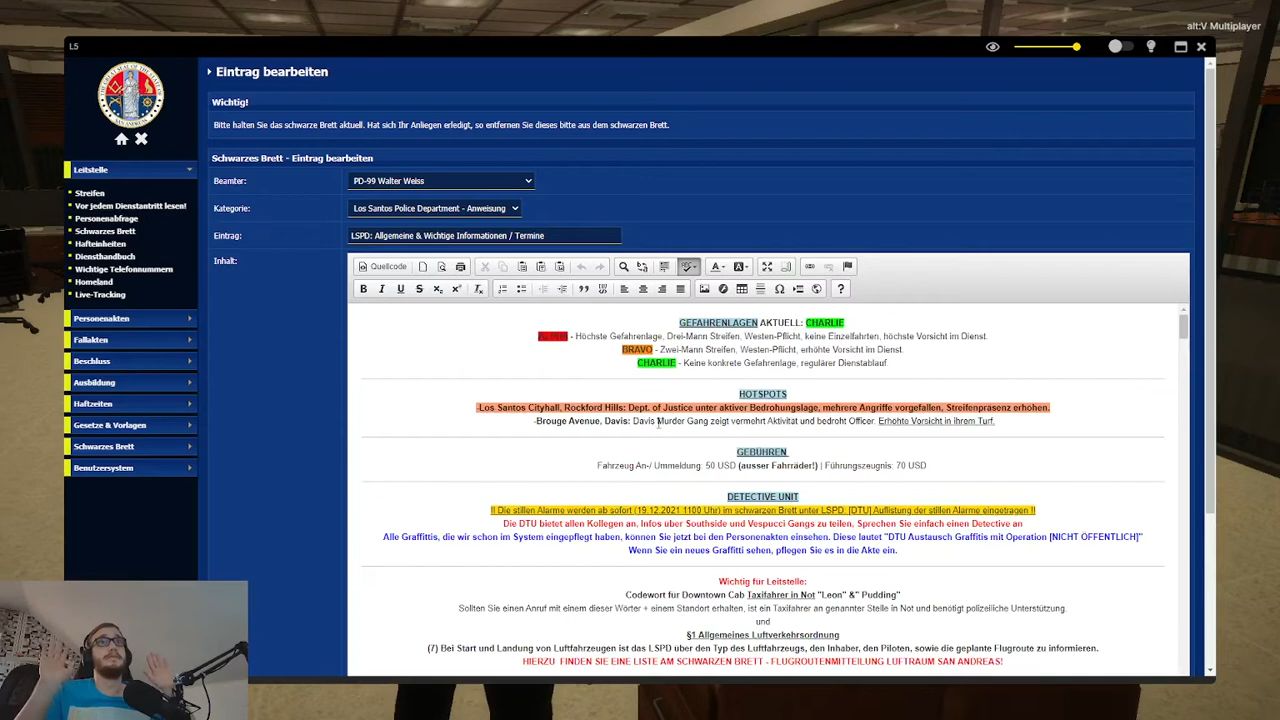 alt:V Multiplayer
L5
THE GREAT SEAL OF THE STATE OF
SAN ANDREAS
Leitstelle
Streifen
Vor jedem Dienstantritt lesen!
Personenabfrage
Schwarzes Brett
Hafteinheiten
Diensthandbuch
Wichtige Telefonnummern
Homeland
Live-Tracking
Personenakten
Fallakten
Beschluss
Ausbildung
Haftzeiten
Gesetze & Vorlagen
Schwarzes Brett
Benutzersystem
Eintrag bearbeiten
Wichtig!
Bitte halten Sie das schwarze Brett aktuell. Hat sich Ihr Anliegen erledigt, so entfernen Sie dieses bitte aus dem schwarzen Brett.
Schwarzes Brett - Eintrag bearbeiten
Beamter:
PD-99 Walter Weiss
Kategorie:
Los Santos Police Department - Anweisung
Eintrag:
LSPD: Allgemeine & Wichtige Informationen / Termine
Inhalt:
Quellcode
GEFAHRENLAGEN AKTUELL: CHARLIE
- Höchste Gefahrenlage, Drei-Mann Streifen, Westen-Pflicht, keine Einzelfahrten, höchste Vorsicht im Dienst.
BRAVO - Zwei-Mann Streifen, Westen-Pflicht, erhöhte Vorsicht im Dienst.
CHARLIE - Keine konkrete Gefahrenlage, regulärer Dienstablauf.
HOTSPOTS
-Los Santos Cityhall, Rockford Hills: Dept. of Justice unter aktiver Bedrohungslage, mehrere Angriffe vorgefallen, Streifenpräsenz erhöhen.
-Brouge Avenue, Davis: Davis Murder Gang zeigt vermehrt Aktivität und bedroht Officer. Erhöhte Vorsicht in ihrem Turf.
GEBÜHREN
Fahrzeug An-/ Ummeldung: 50 USD (ausser Fahrräder!) | Führungszeugnis: 70 USD
DETECTIVE UNIT
!! Die stillen Alarme werden ab sofort (19.12.2021 1100 Uhr) im schwarzen Brett unter LSPD. [DTU] Auflistung der stillen Alarme eingetragen !!
Die DTU bietet allen Kollegen an, Infos über Southside und Vespucci Gangs zu teilen, Sprechen Sie einfach einen Detective an
Alle Graffittis, die wir schon im System eingepflegt haben, können Sie jetzt bei den Personenakten einsehen. Diese lautet "DTU Austausch Graffitis mit Operation [NICHT ÖFFENTLICH]"
Wenn Sie ein neues Graffitti sehen, pflegen Sie es in die Akte ein.
Wichtig für Leitstelle:
Codewort für Downtown Cab Taxifahrer in Not "Leon" &" Pudding"
Sollten Sie einen Anruf mit einem dieser Wörter + einem Standort erhalten, ist ein Taxifahrer an genannter Stelle in Not und benötigt polizeiliche Unterstützung.
und
§1 Allgemeines Luftverkehrsordnung
(7) Bei Start und Landung von Luftfahrzeugen ist das LSPD über den Typ des Luftfahrzeugs, den Inhaber, den Piloten, sowie die geplante Flugroute zu informieren.
HIERZU FINDEN SIE EINE LISTE AM SCHWARZEN BRETT - FLUGROUTENMITTEILUNG LUFTRAUM SAN ANDREAS!